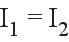 I₁ = I₂